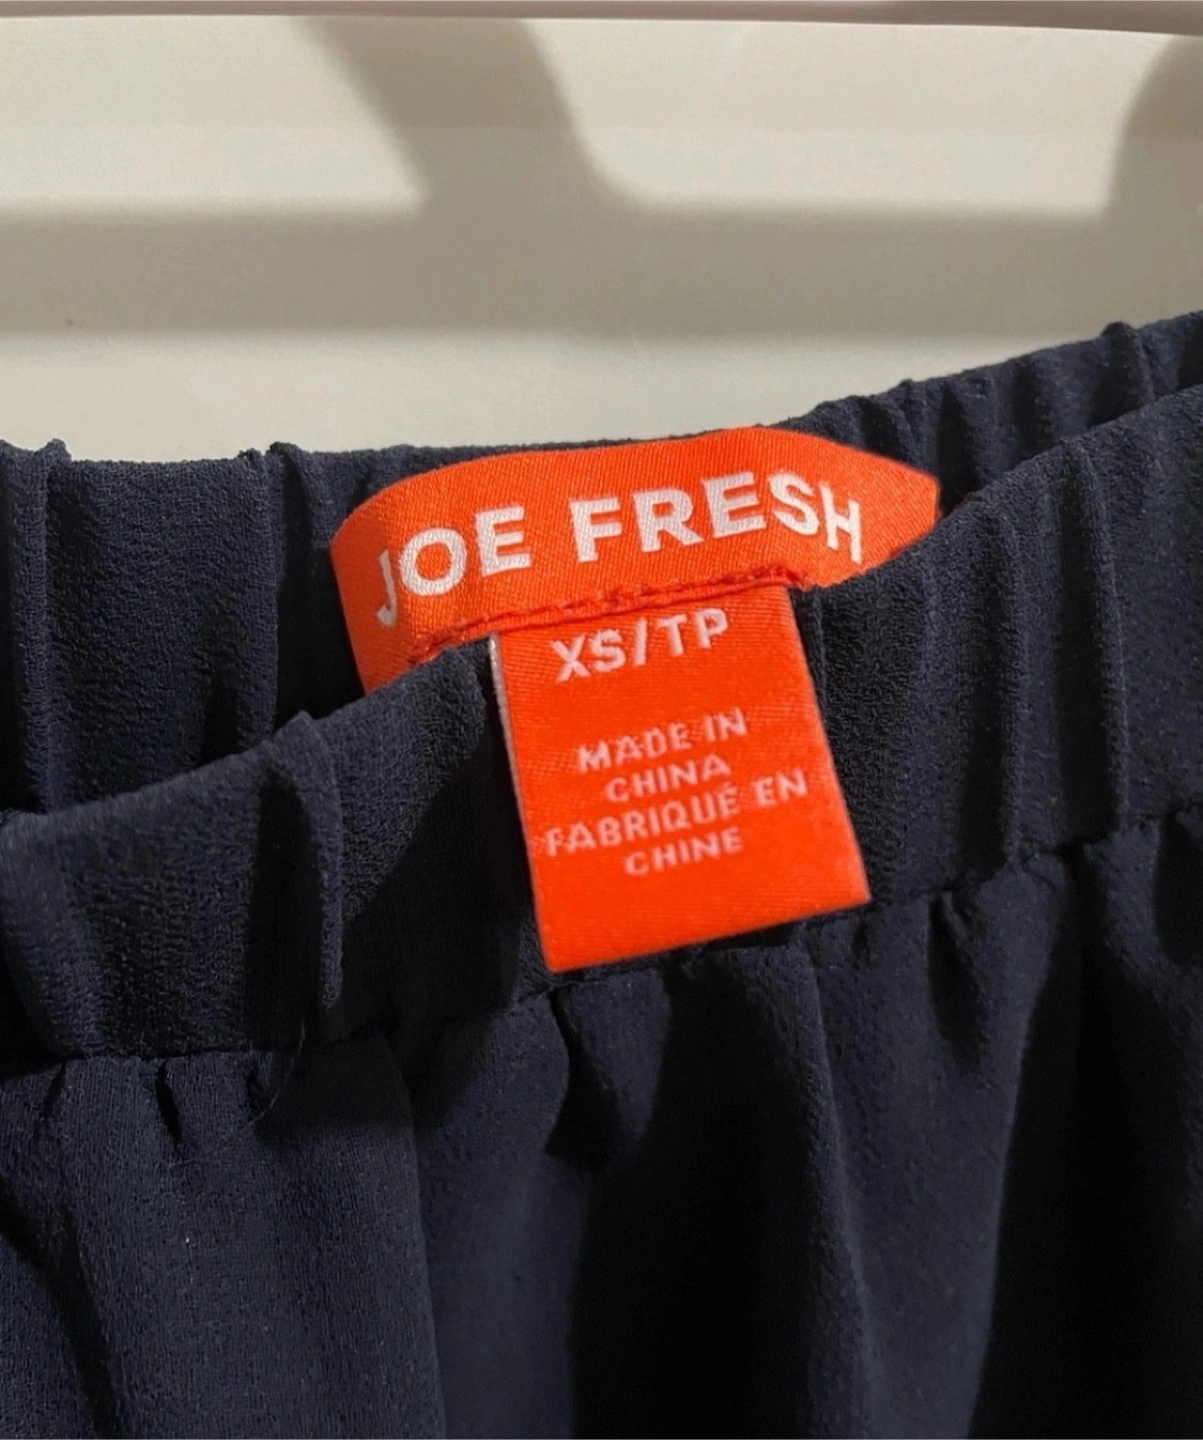 JOE FRESH
XS/TP
MADE IN
CHINA
FABRIQUÉ EN
CHINE